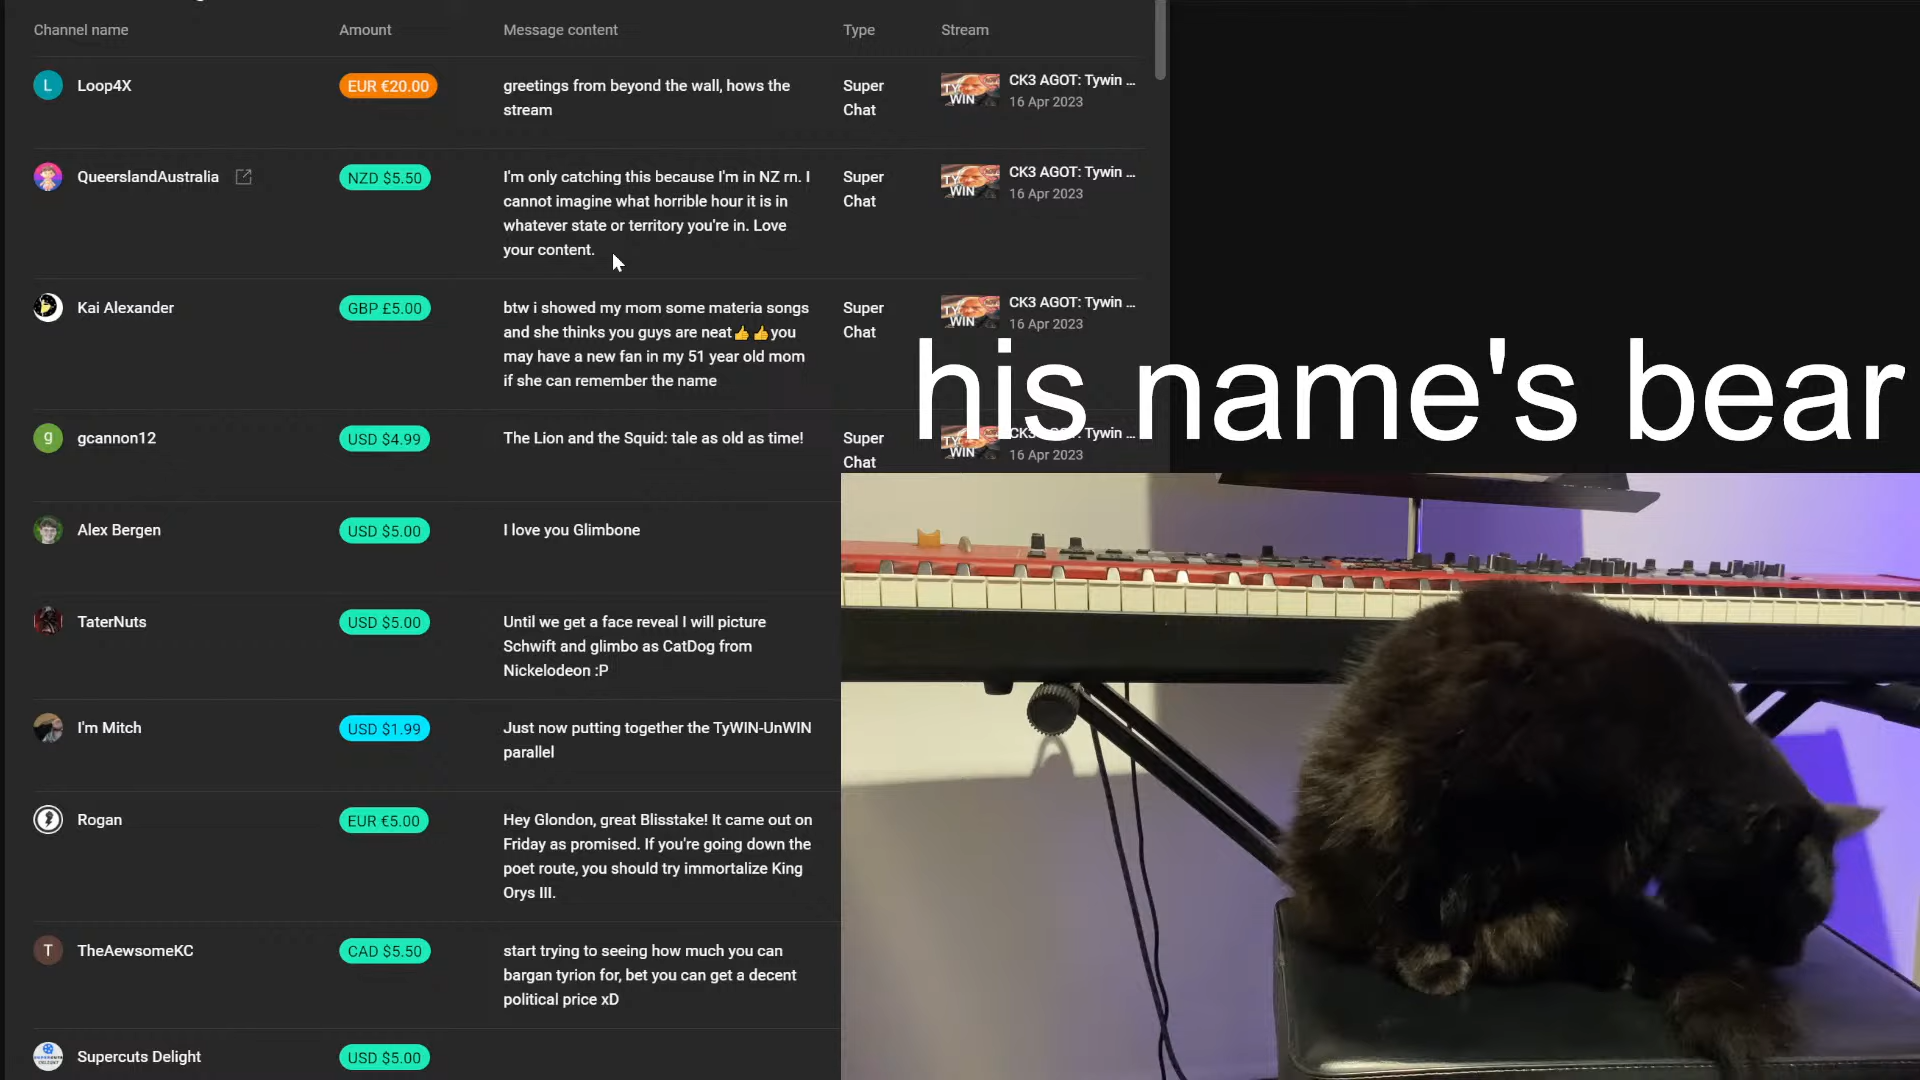 Channel name Amount Message content Type Stream
L Loop4X EUR €20.00 greetings from beyond the wall, hows the
stream
Super
Chat
TY
WIN
CK3 AGOT: Tywin ...
16 Apr 2023
QueerslandAustralia NZD $5.50 I'm only catching this because I'm in NZ rn. I
cannot imagine what horrible hour it is in
whatever state or territory you're in. Love
your content.
Super
Chat
TY
WIN
CK3 AGOT: Tywin ...
16 Apr 2023
Kai Alexander GBP £5.00 btw i showed my mom some materia songs
and she thinks you guys are neat👍👍you
may have a new fan in my 51 year old mom
if she can remember the name
Super
Chat
TY
WIN
CK3 AGOT: Tywin ...
16 Apr 2023
his name's bear
g gcannon12 USD $4.99 The Lion and the Squid: tale as old as time!
Super
Chat
TY
WIN
CK3 AGOT: Tywin ...
16 Apr 2023
Alex Bergen USD $5.00 I love you Glimbone
TaterNuts USD $5.00 Until we get a face reveal I will picture
Schwift and glimbo as CatDog from
Nickelodeon :P
I'm Mitch USD $1.99 Just now putting together the TyWIN-UnWIN
parallel
Rogan EUR €5.00 Hey Glondon, great Blisstake! It came out on
Friday as promised. If you're going down the
poet route, you should try immortalize King
Orys III.
T TheAewsomeKC CAD $5.50 start trying to seeing how much you can
bargan tyrion for, bet you can get a decent
political price xD
Supercuts Delight USD $5.00